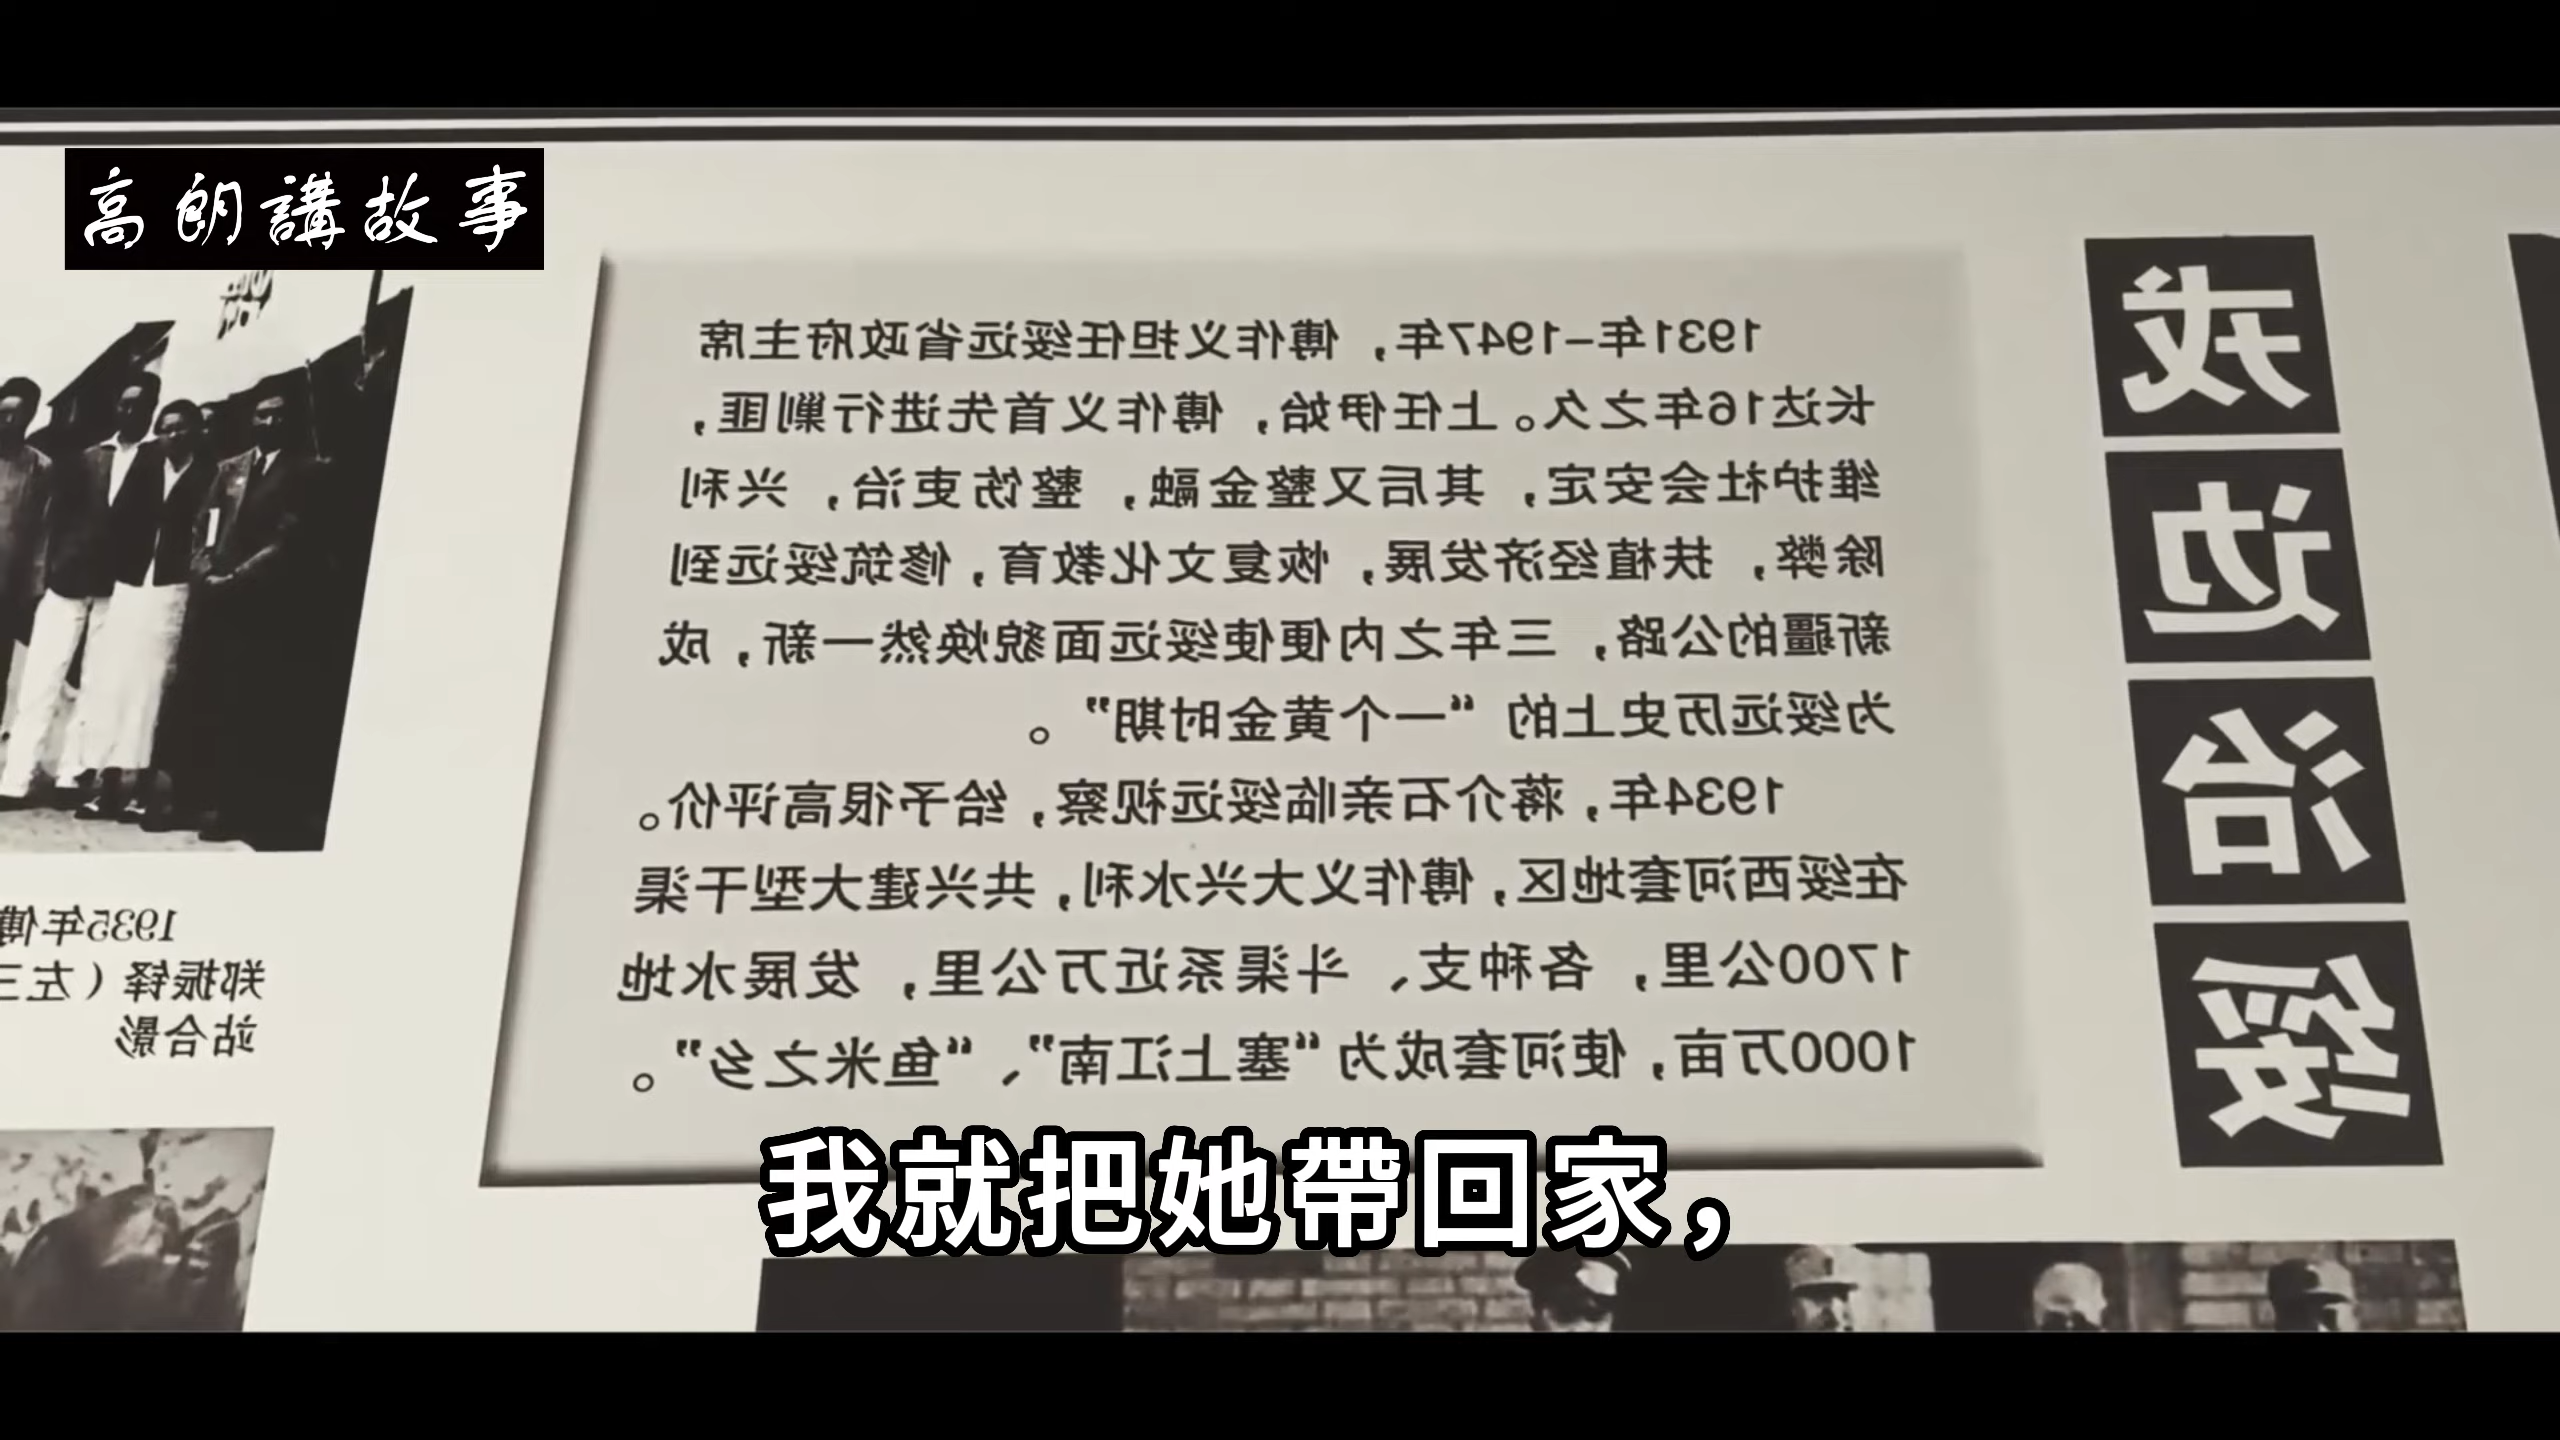 高朗講故事
戍边治绥
1931年-1947年，傅作义担任绥远省政府主席
长达16年之久。上任伊始，傅作义首先进行剿匪，
维护社会安定，其后又整金融，整饬吏治，兴利
除弊，扶植经济发展，恢复文化教育，修筑绥远到
新疆的公路，三年之内便使绥远面貌焕然一新，成
为绥远历史上的“一个黄金时期”。
1934年，蒋介石亲临绥远视察，给予很高评价。
在绥西河套地区，傅作义大兴水利，共兴建大型干渠
1700公里，各种支、斗渠系近万公里，发展水地
1000万亩，使河套成为“塞上江南”、“鱼米之乡”。
1935年傅
郑振铎（左三
站合影
我就把她帶回家，